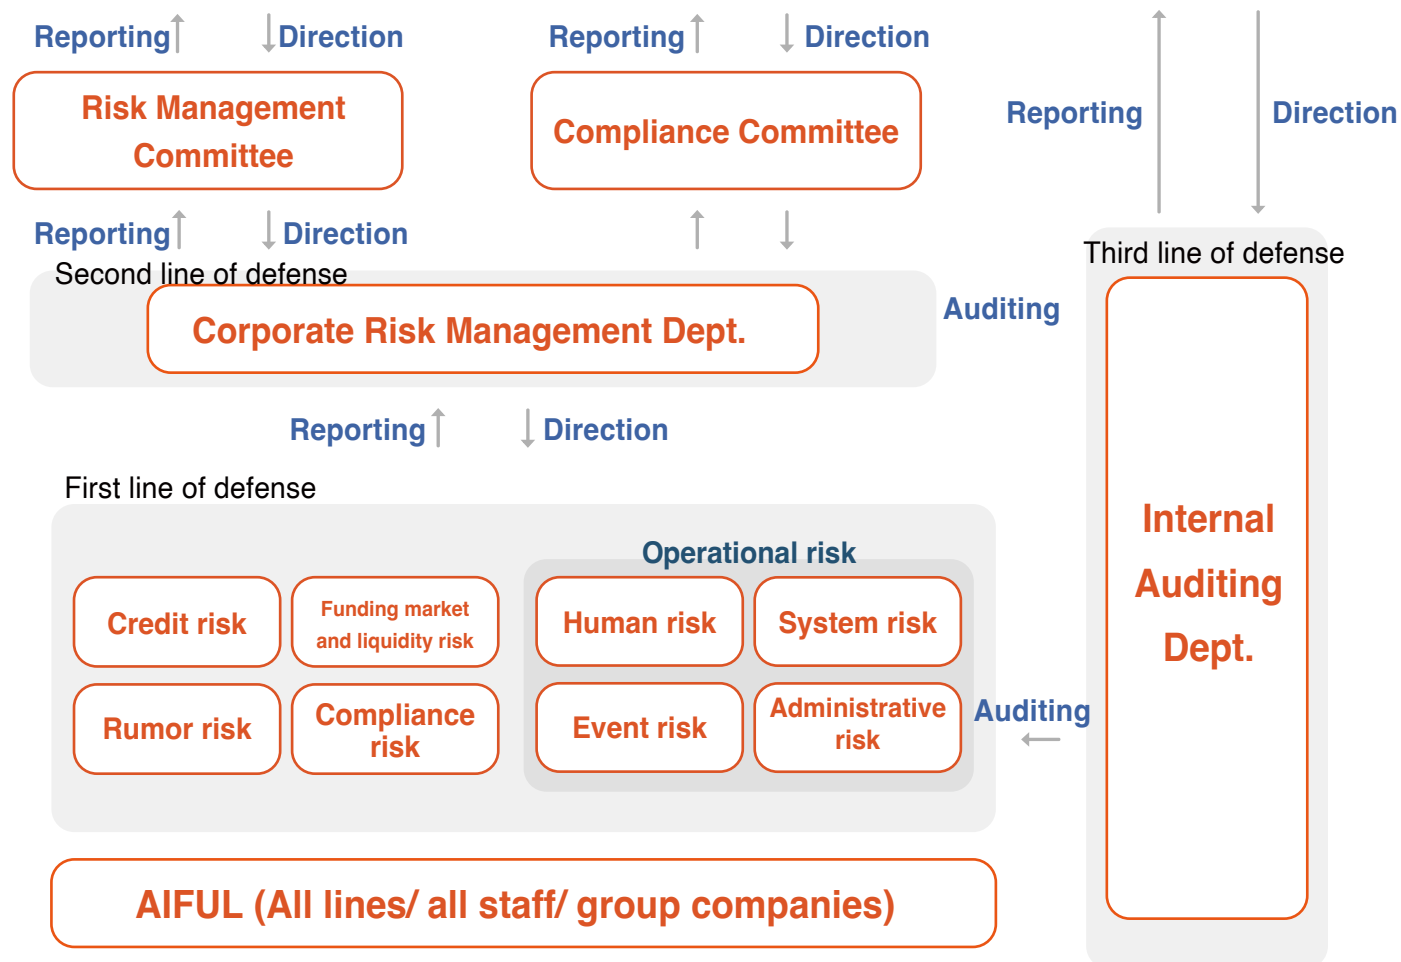 Reporting Direction
Reporting Direction
Risk Management
Committee
Compliance Committee
Reporting Direction
Reporting Direction
Second line of defense
Corporate Risk Management Dept.
Auditing
Third line of defense
Reporting Direction
First line of defense
Operational risk
Credit risk
Funding market
and liquidity risk
Human risk
System risk
Rumor risk
Compliance
risk
Event risk
Administrative
risk
Auditing
Internal
Auditing
Dept.
AIFUL (All lines/ all staff/ group companies)